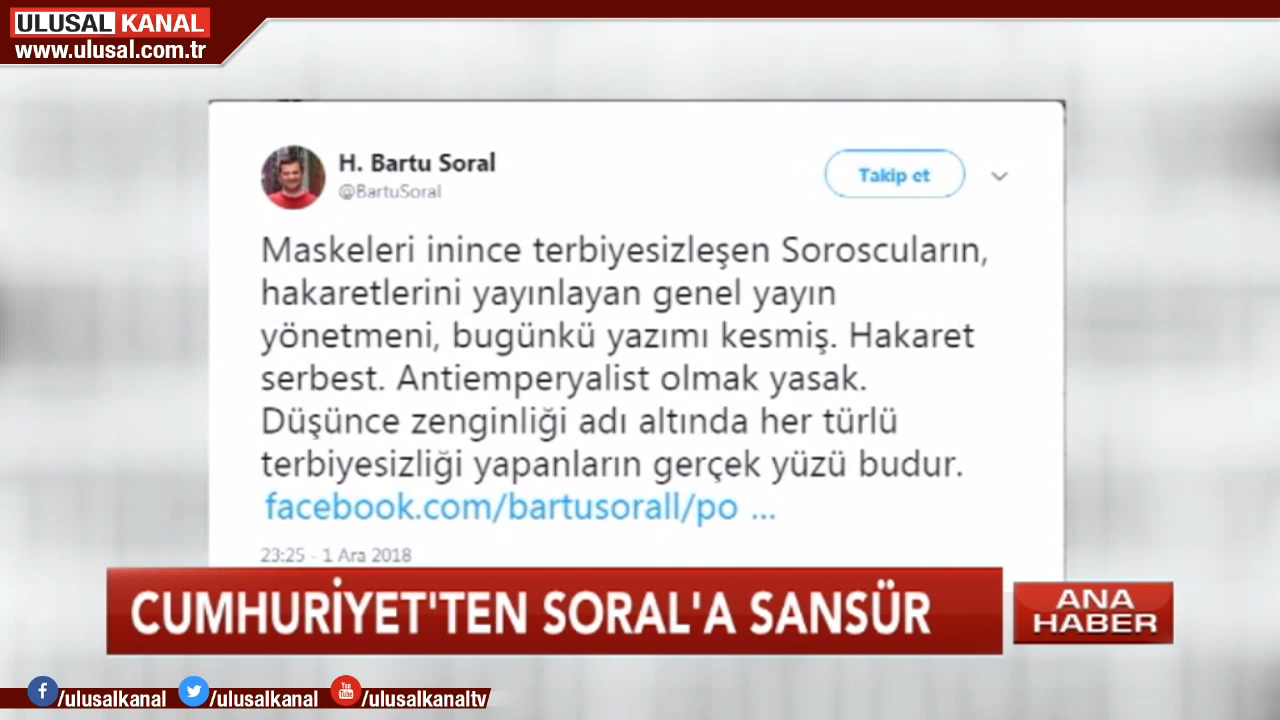 ULUSAL KANAL
www.ulusal.com.tr
H. Bartu Soral
@BartuSoral
Takip et
Maskeleri inince terbiyesizleşen Sorosçuların,
hakaretlerini yayınlayan genel yayın
yönetmeni, bugünkü yazımı kesmiş. Hakaret
serbest. Antiemperyalist olmak yasak.
Düşünce zenginliği adı altında her türlü
terbiyesizliği yapanların gerçek yüzü budur.
facebook.com/bartusorall/po ...
23:25 - 1 Ara 2018
CUMHURİYET'TEN SORAL'A SANSÜR
ANA
HABER
/ulusalkanal
/ulusalkanal
You Tube
/ulusalkanaltv